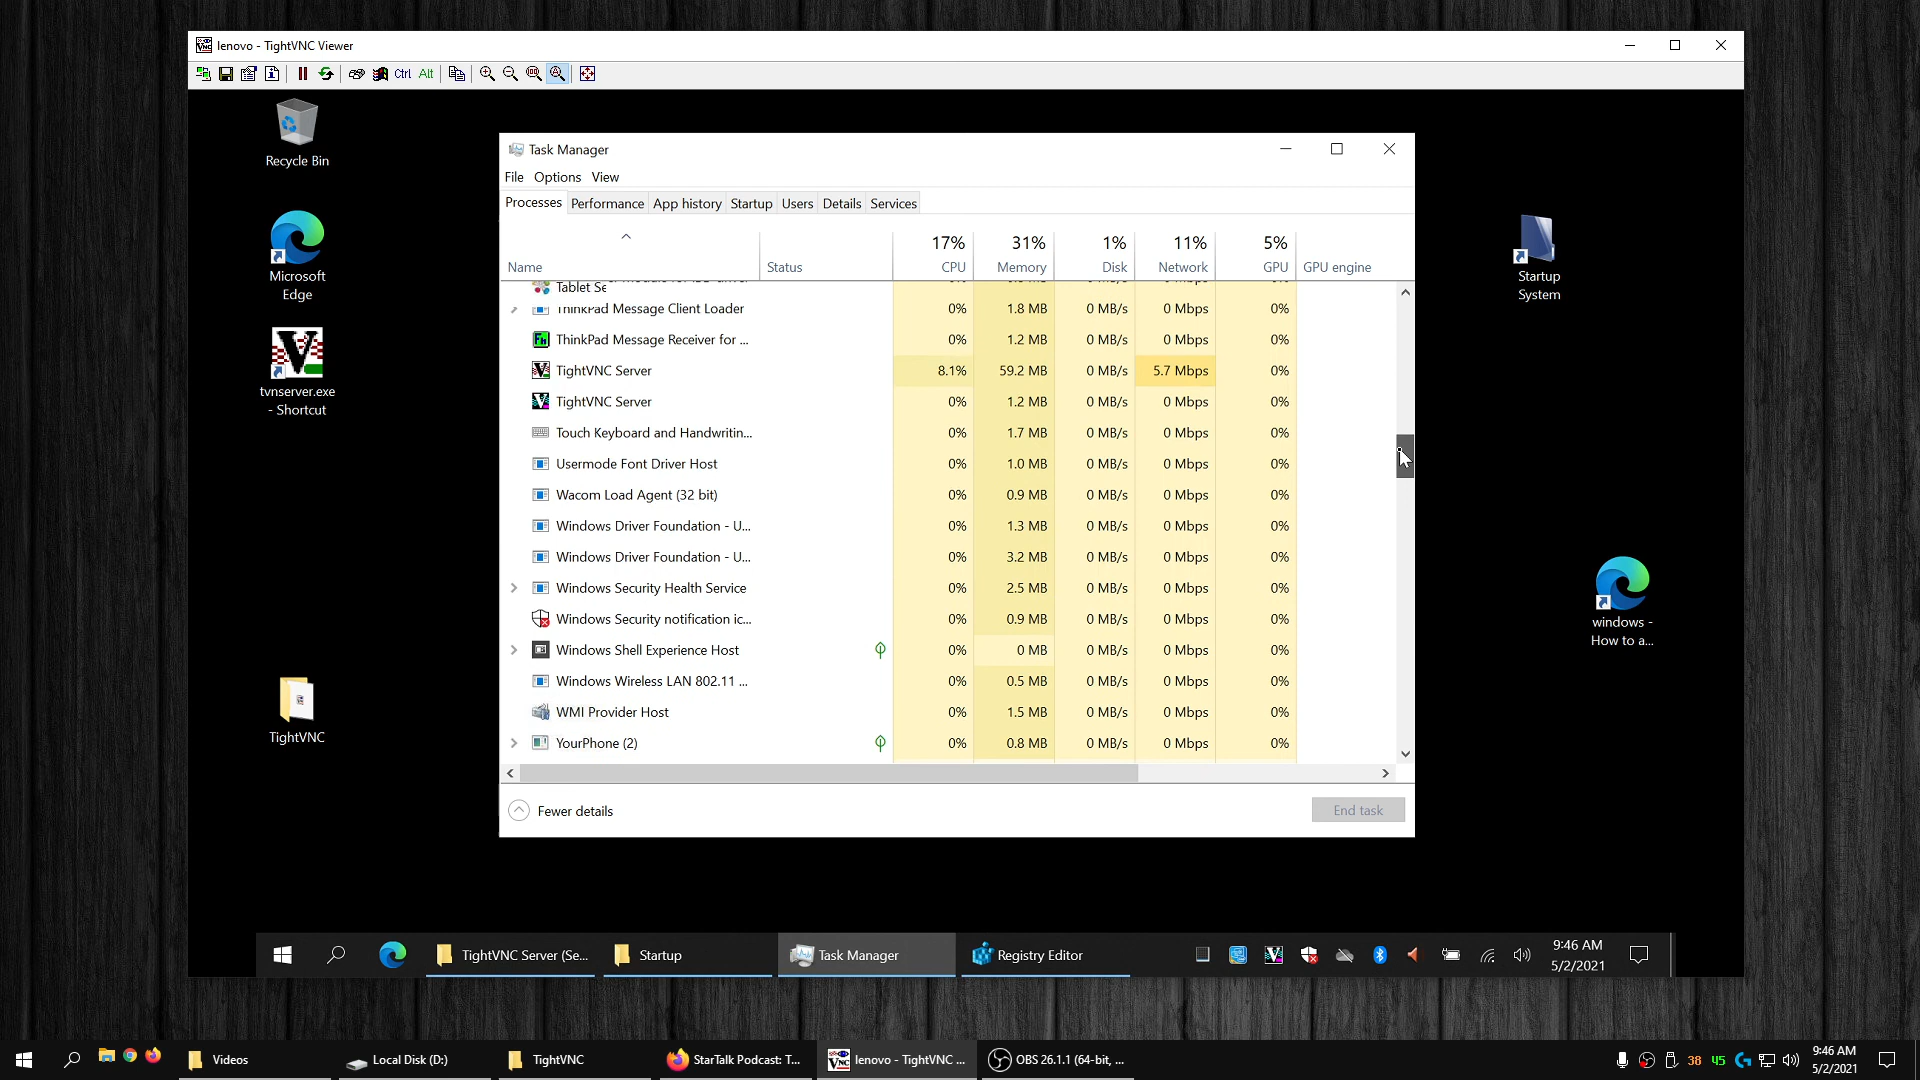 lenovo - TightVNC Viewer
Ctrl Alt
Recycle Bin
Microsoft
Edge
tvnserver.exe
- Shortcut
TightVNC
Startup
System
windows -
How to a...
Task Manager
File Options View
Processes Performance App history Startup Users Details Services
17% 31% 1% 11% 5%
Name Status CPU Memory Disk Network GPU GPU engine
Tablet Se
ThinkPad Message Client Loader 0% 1.8 MB 0 MB/s 0 Mbps 0%
ThinkPad Message Receiver for ... 0% 1.2 MB 0 MB/s 0 Mbps 0%
TightVNC Server 8.1% 59.2 MB 0 MB/s 5.7 Mbps 0%
TightVNC Server 0% 1.2 MB 0 MB/s 0 Mbps 0%
Touch Keyboard and Handwritin... 0% 1.7 MB 0 MB/s 0 Mbps 0%
Usermode Font Driver Host 0% 1.0 MB 0 MB/s 0 Mbps 0%
Wacom Load Agent (32 bit) 0% 0.9 MB 0 MB/s 0 Mbps 0%
Windows Driver Foundation - U... 0% 1.3 MB 0 MB/s 0 Mbps 0%
Windows Driver Foundation - U... 0% 3.2 MB 0 MB/s 0 Mbps 0%
Windows Security Health Service 0% 2.5 MB 0 MB/s 0 Mbps 0%
Windows Security notification ic... 0% 0.9 MB 0 MB/s 0 Mbps 0%
Windows Shell Experience Host 0% 0 MB 0 MB/s 0 Mbps 0%
Windows Wireless LAN 802.11 ... 0% 0.5 MB 0 MB/s 0 Mbps 0%
WMI Provider Host 0% 1.5 MB 0 MB/s 0 Mbps 0%
YourPhone (2) 0% 0.8 MB 0 MB/s 0 Mbps 0%
Fewer details End task
TightVNC Server (Se... Startup Task Manager Registry Editor 9:46 AM
5/2/2021
Videos Local Disk (D:) TightVNC StarTalk Podcast: T... lenovo - TightVNC ... OBS 26.1.1 (64-bit, ... 38 45 9:46 AM
5/2/2021